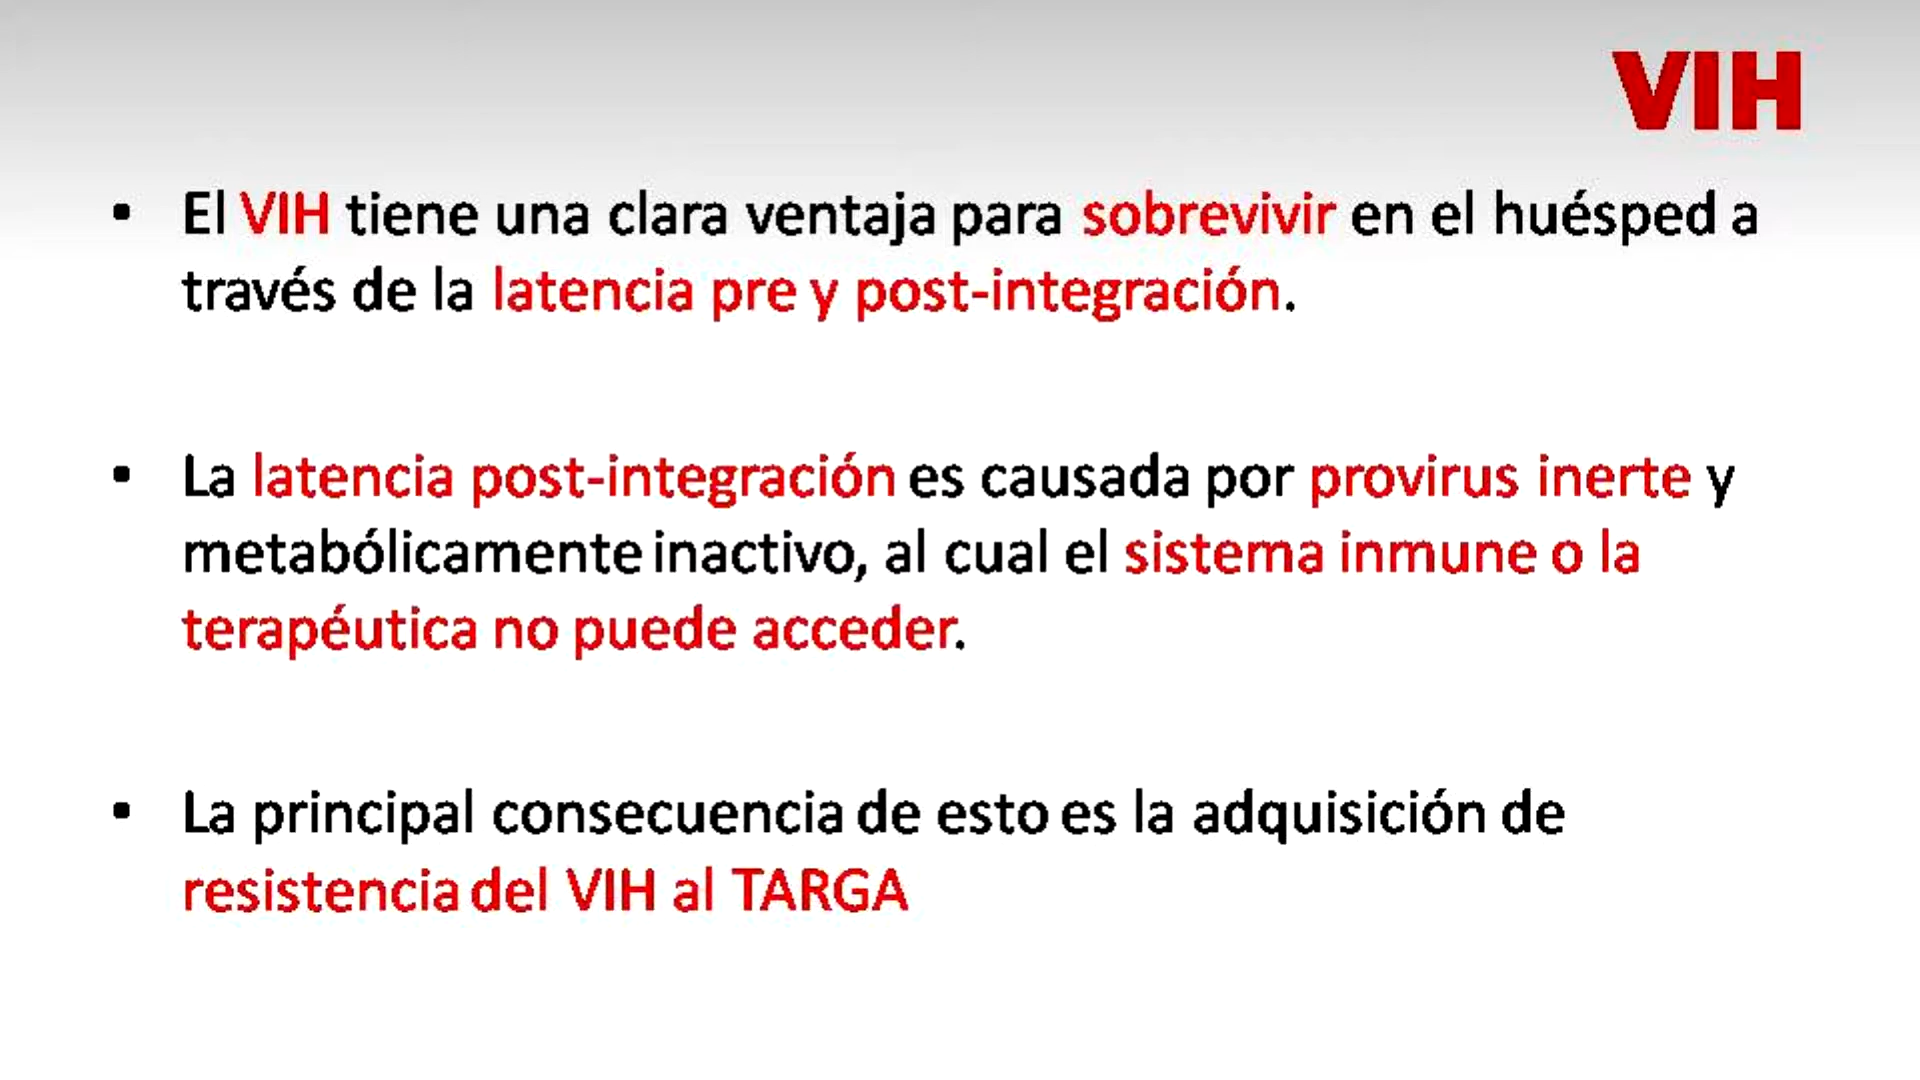 VIH
• El VIH tiene una clara ventaja para sobrevivir en el huésped a
través de la latencia pre y post-integración.
• La latencia post-integración es causada por provirus inerte y
metabólicamente inactivo, al cual el sistema inmune o la
terapéutica no puede acceder.
• La principal consecuencia de esto es la adquisición de
resistencia del VIH al TARGA